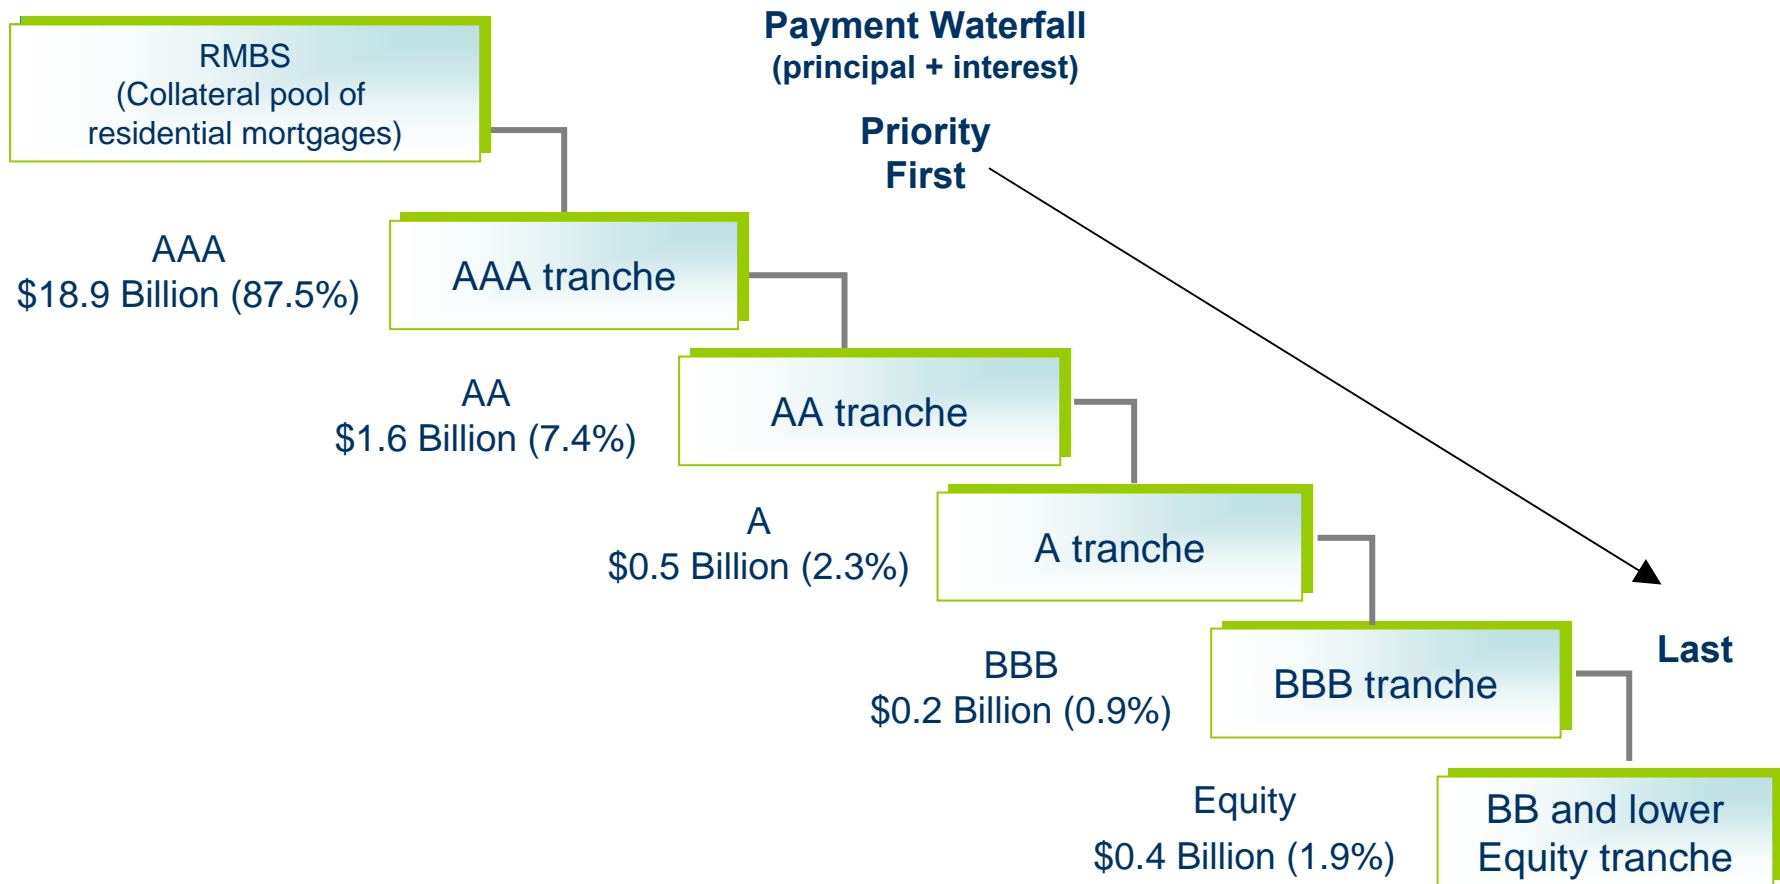 RMBS
(Collateral pool of
residential mortgages)
Payment Waterfall
(principal + interest)
Priority
First
AAA
$18.9 Billion (87.5%)
AAA tranche
AA
$1.6 Billion (7.4%)
AA tranche
A
$0.5 Billion (2.3%)
A tranche
BBB
$0.2 Billion (0.9%)
BBB tranche
Last
Equity
$0.4 Billion (1.9%)
BB and lower
Equity tranche